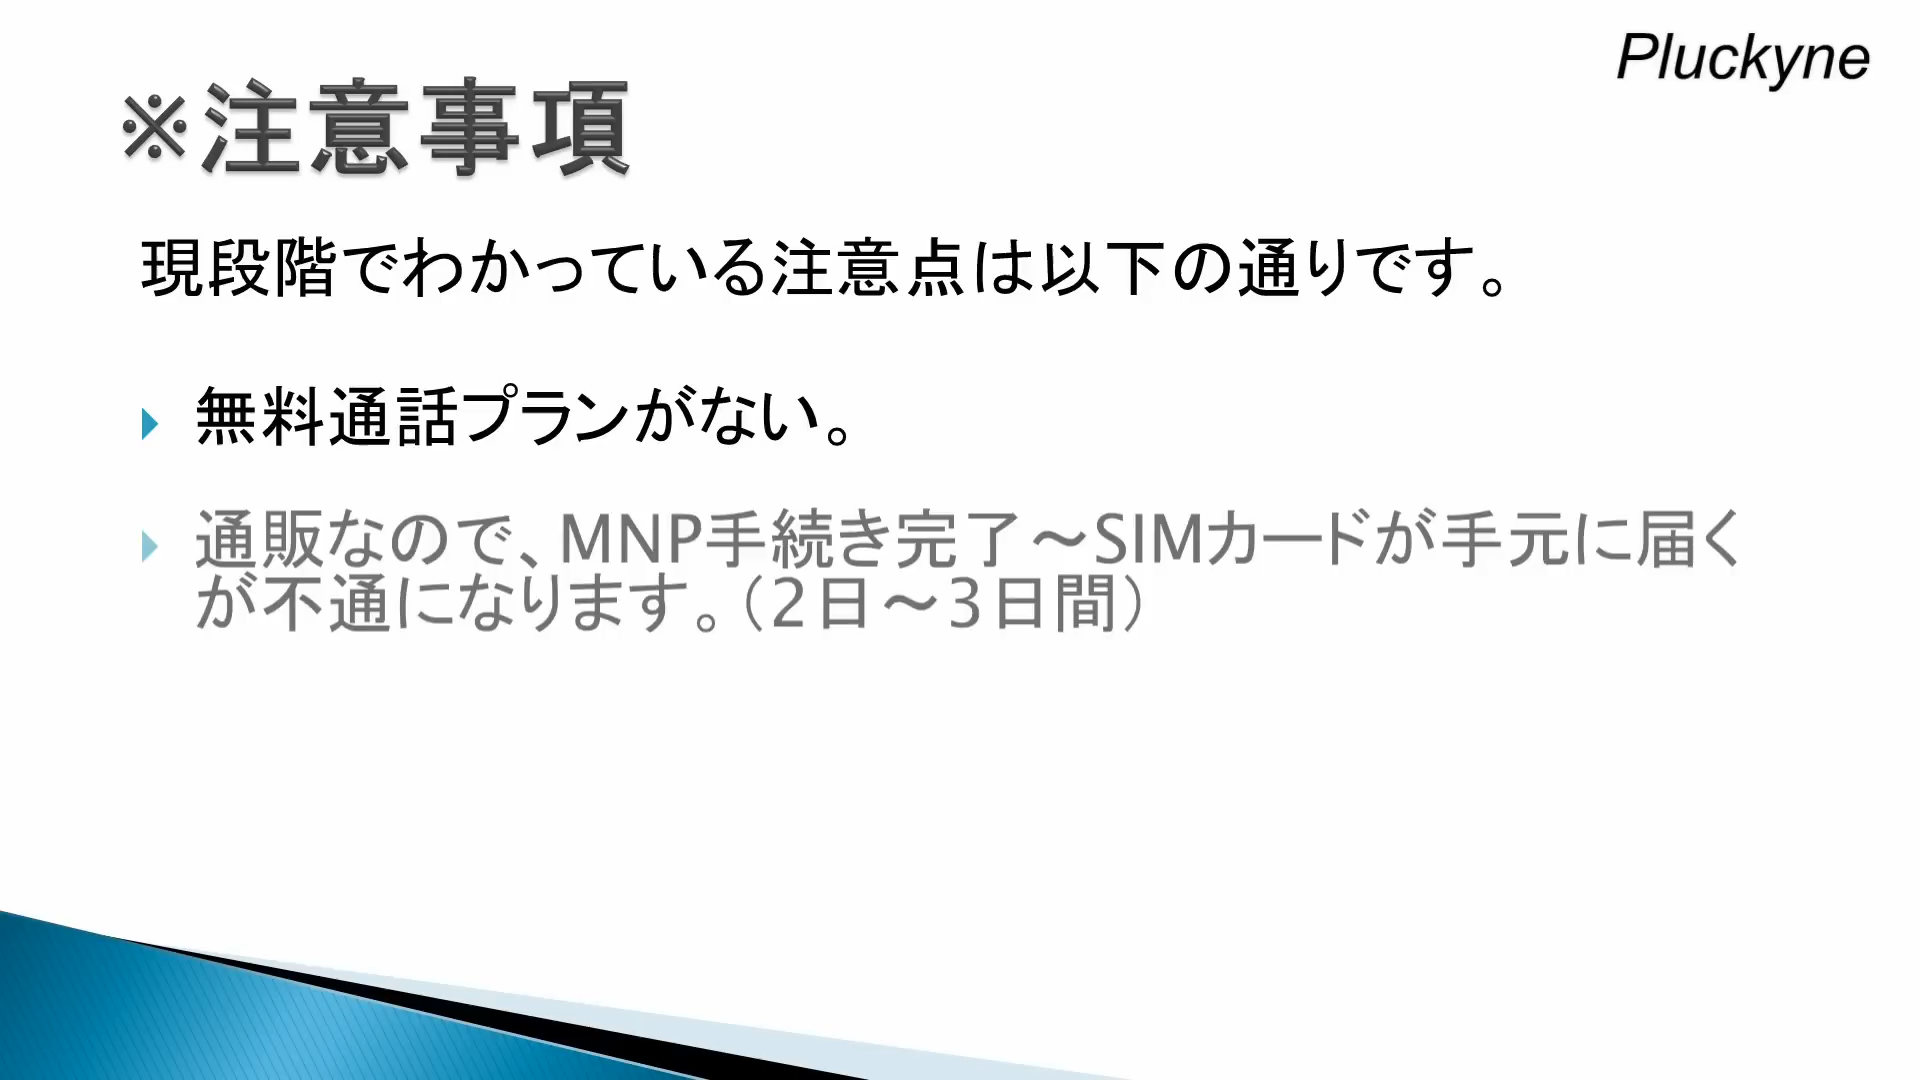 Pluckyne
※注意事項
現段階でわかっている注意点は以下の通りです。
無料通話プランがない。
通販なので、MNP手続き完了～SIMカードが手元に届く
が不通になります。（2日～3日間）